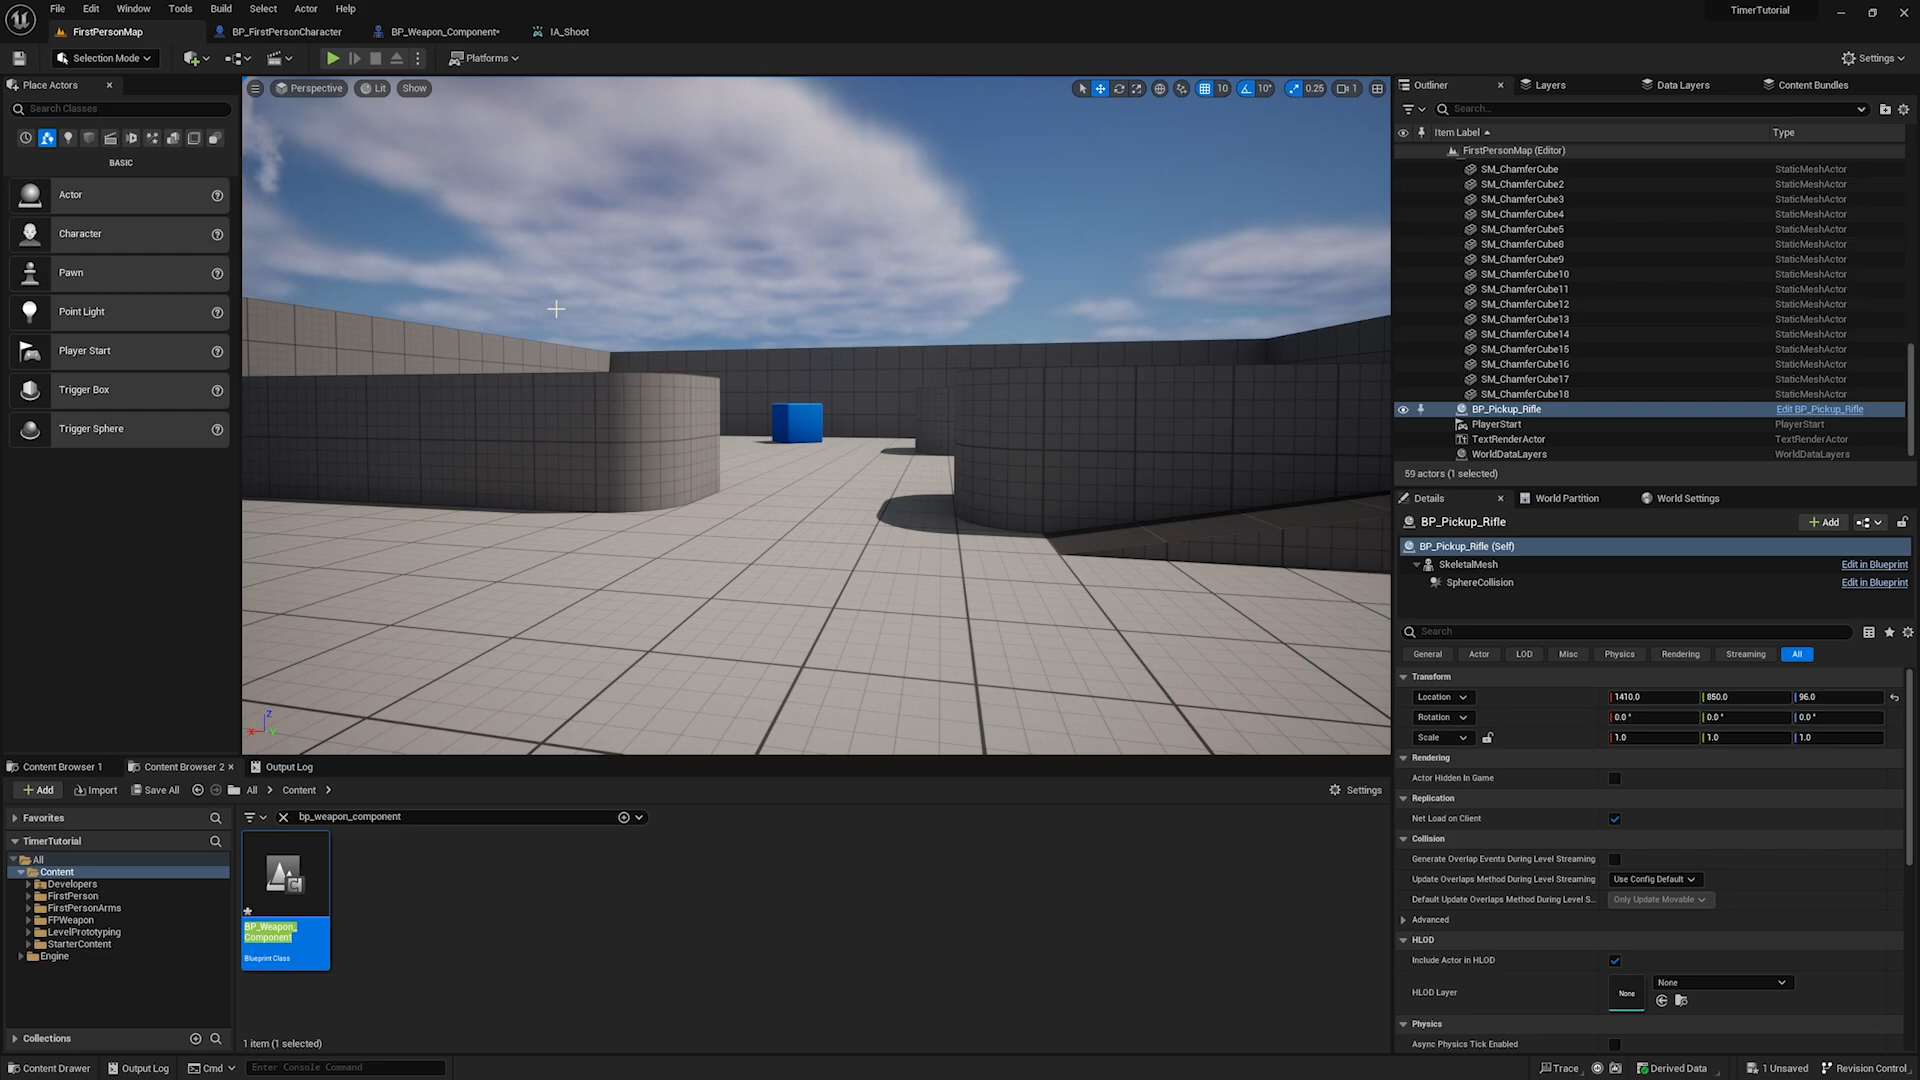 File Edit Window Tools Build Select Actor Help
TimerTutorial
FirstPersonMap
BP_FirstPersonCharacter
BP_Weapon_Component*
IA_Shoot
Selection Mode
Platforms
Settings
Place Actors
Search Classes
BASIC
Actor
Character
Pawn
Point Light
Player Start
Trigger Box
Trigger Sphere
Perspective
Lit
Show
10
10°
0.25
1
Z
X
Y
Outliner
Layers
Data Layers
Content Bundles
Search...
Item Label
Type
FirstPersonMap (Editor)
SM_ChamferCube StaticMeshActor
SM_ChamferCube2 StaticMeshActor
SM_ChamferCube3 StaticMeshActor
SM_ChamferCube4 StaticMeshActor
SM_ChamferCube5 StaticMeshActor
SM_ChamferCube8 StaticMeshActor
SM_ChamferCube9 StaticMeshActor
SM_ChamferCube10 StaticMeshActor
SM_ChamferCube11 StaticMeshActor
SM_ChamferCube12 StaticMeshActor
SM_ChamferCube13 StaticMeshActor
SM_ChamferCube14 StaticMeshActor
SM_ChamferCube15 StaticMeshActor
SM_ChamferCube16 StaticMeshActor
SM_ChamferCube17 StaticMeshActor
SM_ChamferCube18 StaticMeshActor
BP_Pickup_Rifle Edit BP_Pickup_Rifle
PlayerStart PlayerStart
TextRenderActor TextRenderActor
WorldDataLayers WorldDataLayers
59 actors (1 selected)
Details
World Partition
World Settings
BP_Pickup_Rifle
Add
BP_Pickup_Rifle (Self)
SkeletalMesh Edit in Blueprint
SphereCollision Edit in Blueprint
Search
General Actor LOD Misc Physics Rendering Streaming All
Transform
Location 1410.0 850.0 96.0
Rotation 0.0° 0.0° 0.0°
Scale 1.0 1.0 1.0
Rendering
Actor Hidden In Game
Replication
Net Load on Client
Collision
Generate Overlap Events During Level Streaming
Update Overlaps Method During Level Streaming Use Config Default
Default Update Overlaps Method During Level S... Only Update Movable
Advanced
HLOD
Include Actor in HLOD
HLOD Layer None None
Physics
Async Physics Tick Enabled
Content Browser 1
Content Browser 2
Output Log
Add
Import
Save All
All
Content
Settings
Favorites
TimerTutorial
All
Content
Developers
FirstPerson
FirstPersonArms
FPWeapon
LevelPrototyping
StarterContent
Engine
Collections
bp_weapon_component
BP_Weapon_
Component
Blueprint Class
1 item (1 selected)
Content Drawer
Output Log
Cmd
Enter Console Command
Trace
Derived Data
1 Unsaved
Revision Control